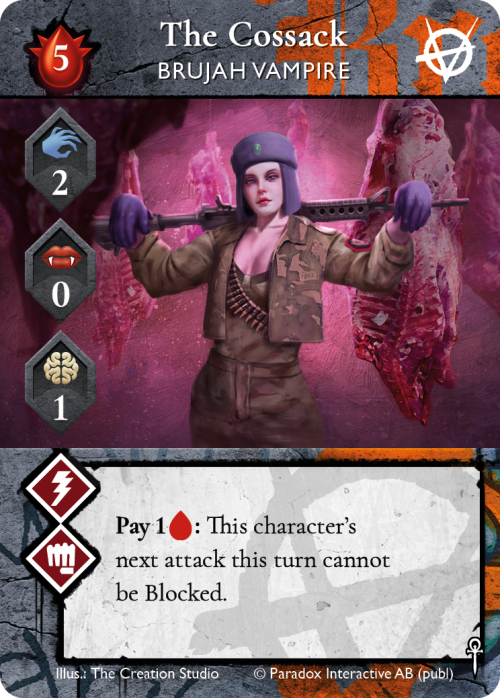 5
The Cossack
BRUJAH VAMPIRE
2
0
1
Pay 1 : This character's
next attack this turn cannot
be Blocked.
Illus.: The Creation Studio © Paradox Interactive AB (publ)